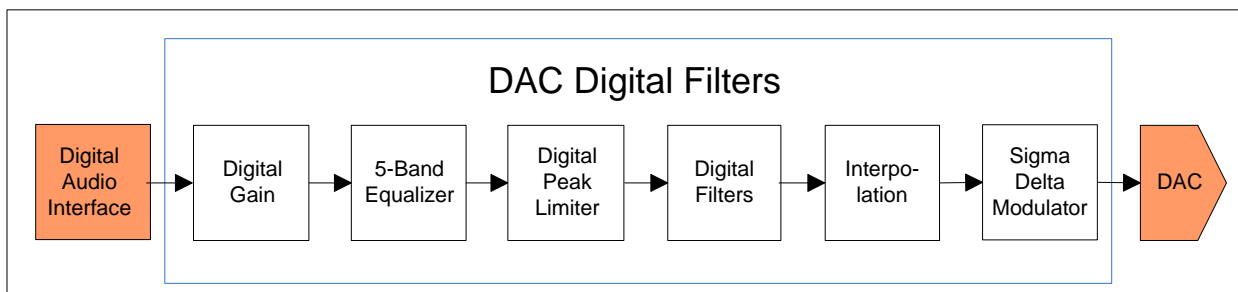 DAC Digital Filters
Digital
Audio
Interface
Digital
Gain
5-Band
Equalizer
Digital
Peak
Limiter
Digital
Filters
Interpo-
lation
Sigma
Delta
Modulator
DAC